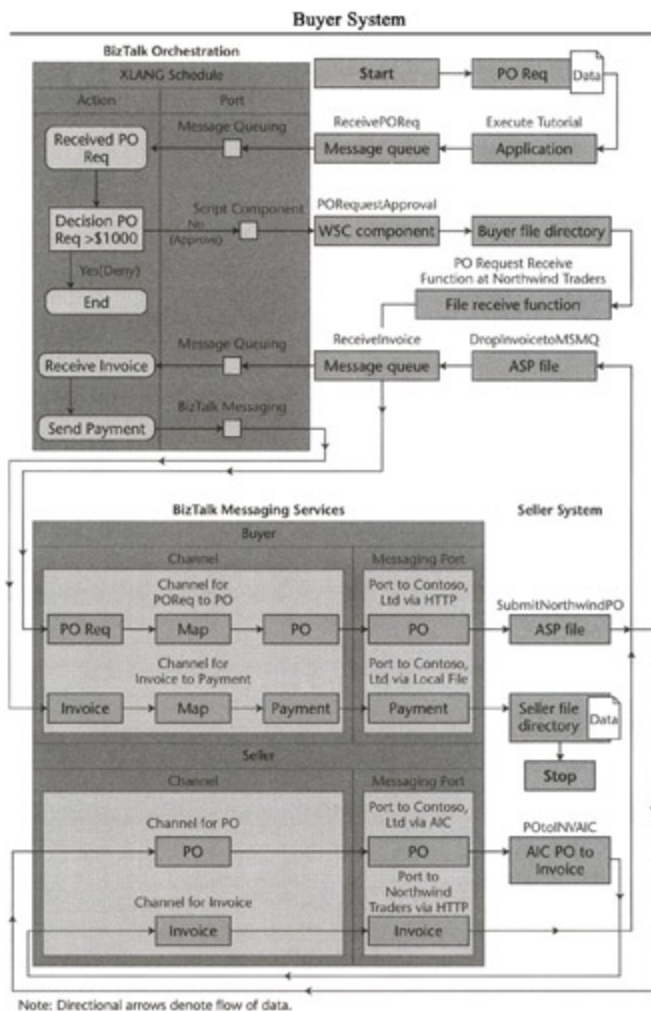 Buyer System
BizTalk Orchestration
XLANG Schedule
Action
Port
Start
PO Req
Data
Message Queuing
ReceivePOReq
Execute Tutorial
Received PO
Req
Message queue
Application
Script Component
PORequestApproval
Decision PO
Req >$1000
No
(Approve)
WSC component
Buyer file directory
Yes(Deny)
PO Request Receive
Function at Northwind Traders
End
File receive function
Message Queuing
ReceiveInvoice
DropInvoicetoMSMQ
Receive Invoice
Message queue
ASP file
BizTalk Messaging
Send Payment
BizTalk Messaging Services
Seller System
Buyer
Channel
Messaging Port
Channel for
POReq to PO
Port to Contoso,
Ltd via HTTP
SubmitNorthwindPO
PO Req
Map
PO
PO
ASP file
Channel for
Invoice to Payment
Port to Contoso,
Ltd via Local File
Invoice
Map
Payment
Payment
Seller file
directory
Data
Seller
Stop
Channel
Messaging Port
Channel for PO
Port to Contoso,
Ltd via AIC
POtoINVAIC
PO
PO
AIC PO to
Invoice
Channel for Invoice
Port to
Northwind
Traders via HTTP
Invoice
Invoice
Note: Directional arrows denote flow of data.